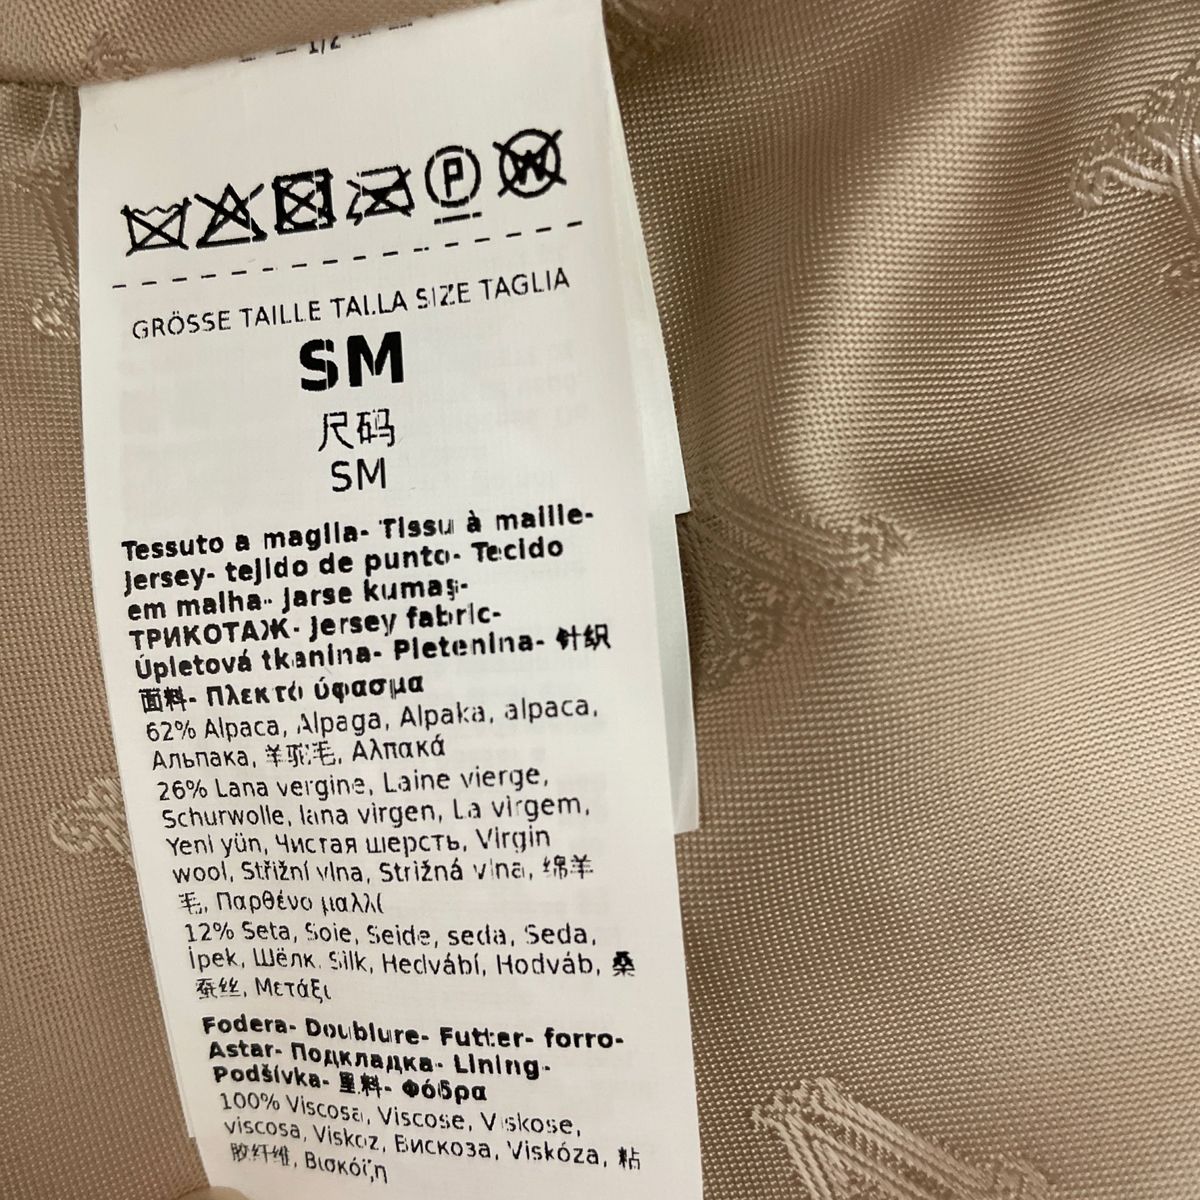 1/2
GRÖSSE TAILLE TALLA SIZE TAGLIA
SM
尺码
SM
Tessuto a maglia- Tissu à maille-
Jersey- tejido de punto- Tecido
em malha- Jarse kumaş-
ТРИКОТАЖ- Jersey fabric-
Úpletová tkanina- Pletenina- 针织
面料- Πλεκτό ύφασμα
62% Alpaca, Alpaga, Alpaka, alpaca,
Альпака, 羊驼毛, Αλπακά
26% Lana vergine, Laine vierge,
Schurwolle, lana virgen, La virgem,
Yeni yün, Чистая шерсть, Virgin
wool, Střižní vlna, Strižná vlna, 绵羊
毛, Παρθένο μαλλί
12% Seta, Soie, Seide, seda, Seda,
İpek, Шёлк, Silk, Hedvábí, Hodváb, 桑
蚕丝, Μετάξι
Fodera- Doublure- Futter- forro-
Astar- Подкладка- Lining-
Podšívka- 里料- Φόδρα
100% Viscosa, Viscose, Viskose,
viscosa, Viskoz, Вискоза, Viskóza, 粘
胶纤维, Βισκόζη